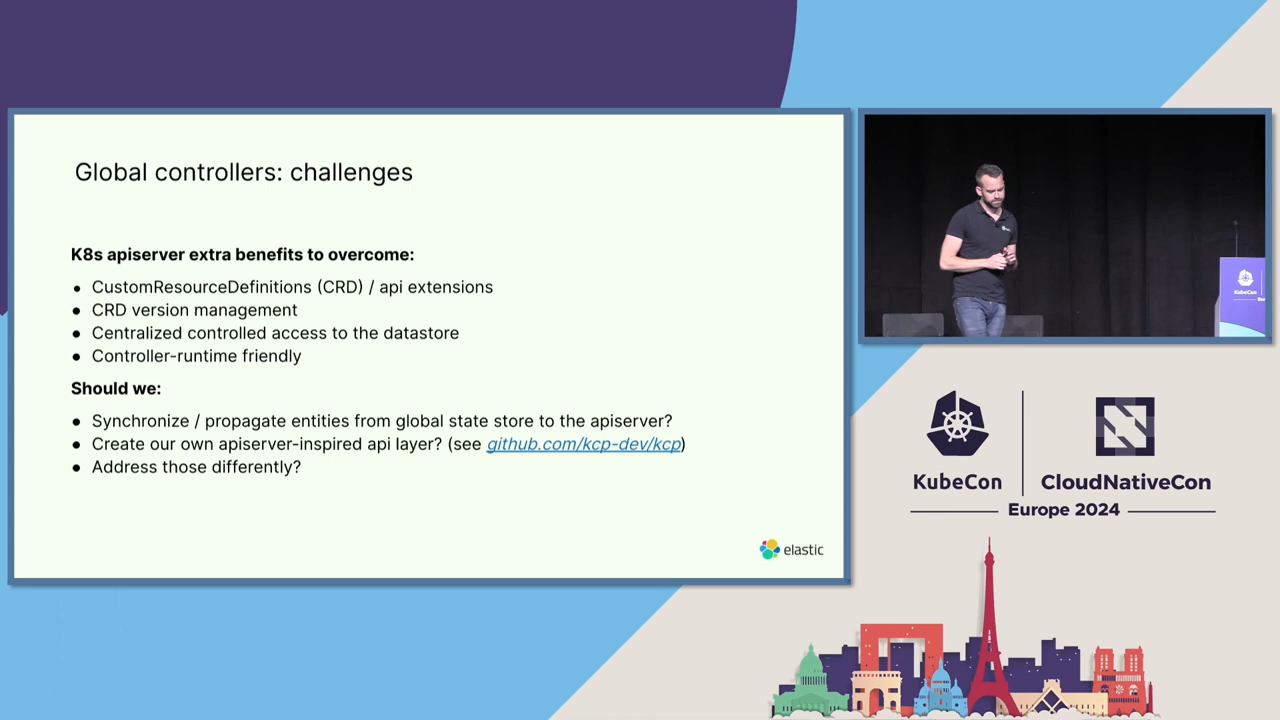 Global controllers: challenges
K8s apiserver extra benefits to overcome:
● CustomResourceDefinitions (CRD) / api extensions
● CRD version management
● Centralized controlled access to the datastore
● Controller-runtime friendly
Should we:
● Synchronize / propagate entities from global state store to the apiserver?
● Create our own apiserver-inspired api layer? (see github.com/kcp-dev/kcp)
● Address those differently?
elastic
KubeCon
KubeCon
CloudNativeCon
Europe 2024